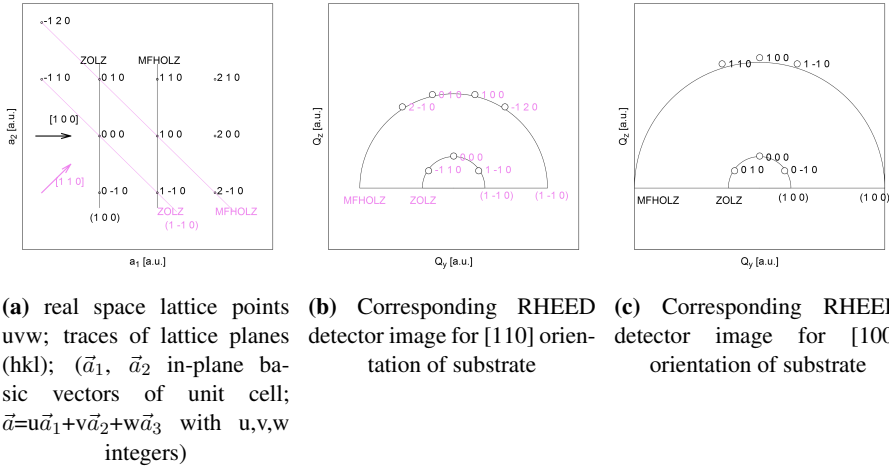 -1 2 0
ZOLZ MFHOLZ
-1 1 0 0 1 0 1 1 0 2 1 0
[1 0 0]
0 0 0 1 0 0 2 0 0
[1 1 0]
0 -1 0 1 -1 0 2 -1 0
(1 0 0) ZOLZ MFHOLZ
(1 -1 0)
a2 [a.u.]
a1 [a.u.]
0 1 0 1 0 0
2 -1 0 -1 2 0
0 0 0
-1 1 0 1 -1 0
MFHOLZ ZOLZ (1 -1 0) (1 -1 0)
Qz [a.u.]
Qy [a.u.]
1 1 0 1 0 0 1 -1 0
0 0 0
0 1 0 0 -1 0
MFHOLZ ZOLZ (1 0 0) (1 0 0)
Qz [a.u.]
Qy [a.u.]
(a) real space lattice points
uvw; traces of lattice planes
(hkl); (a⃗1, a⃗2 in-plane ba-
sic vectors of unit cell;
a⃗=ua⃗1+va⃗2+wa⃗3 with u,v,w
integers)
(b) Corresponding RHEED
detector image for [110] orien-
tation of substrate
(c) Corresponding RHEE
detector image for [100
orientation of substrate